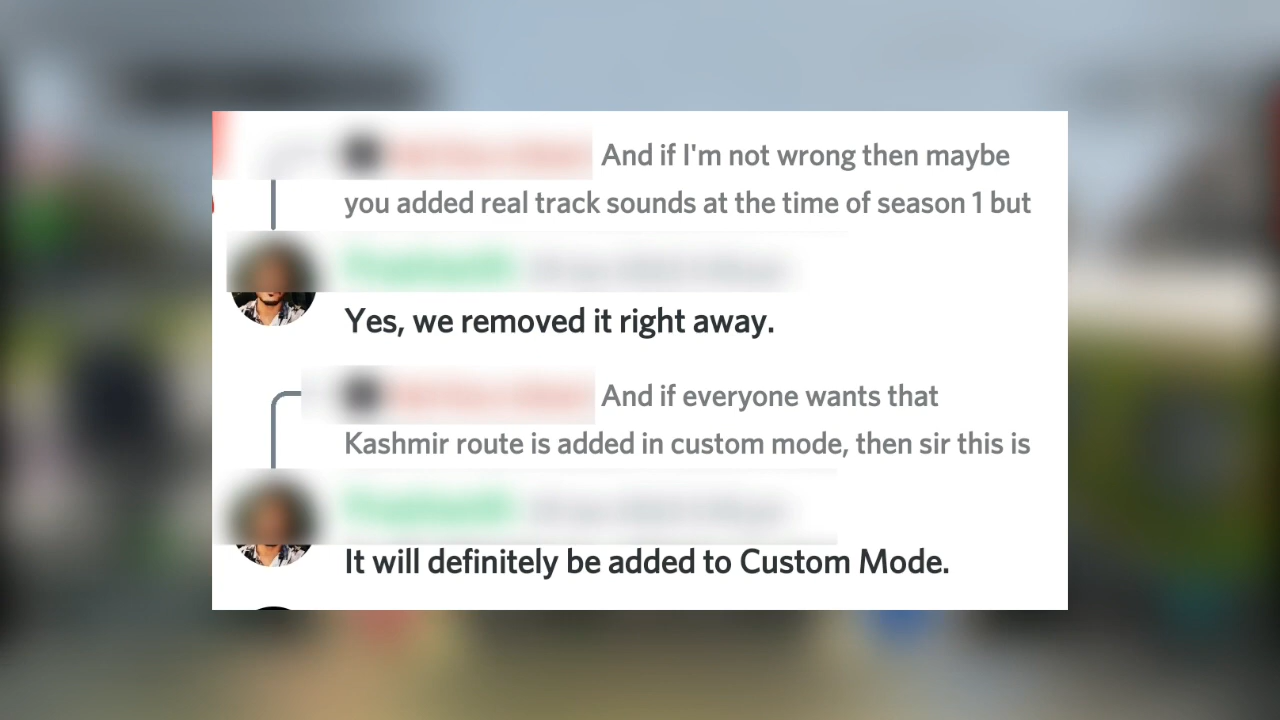 And if I'm not wrong then maybe
you added real track sounds at the time of season 1 but
Yes, we removed it right away.
And if everyone wants that
Kashmir route is added in custom mode, then sir this is
It will definitely be added to Custom Mode.